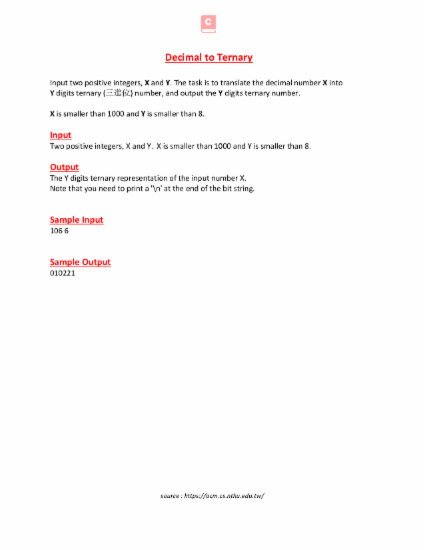 C
Decimal to Ternary
Input two positive integers, X and Y. The task is to translate the decimal number X into
Y digits ternary (三進位) number, and output the Y digits ternary number.
X is smaller than 1000 and Y is smaller than 8.
Input
Two positive integers, X and Y. X is smaller than 1000 and Y is smaller than 8.
Output
The Y digits ternary representation of the input number X.
Note that you need to print a '\n' at the end of the bit string.
Sample Input
106 6
Sample Output
010221
source : https://acm.cs.nthu.edu.tw/